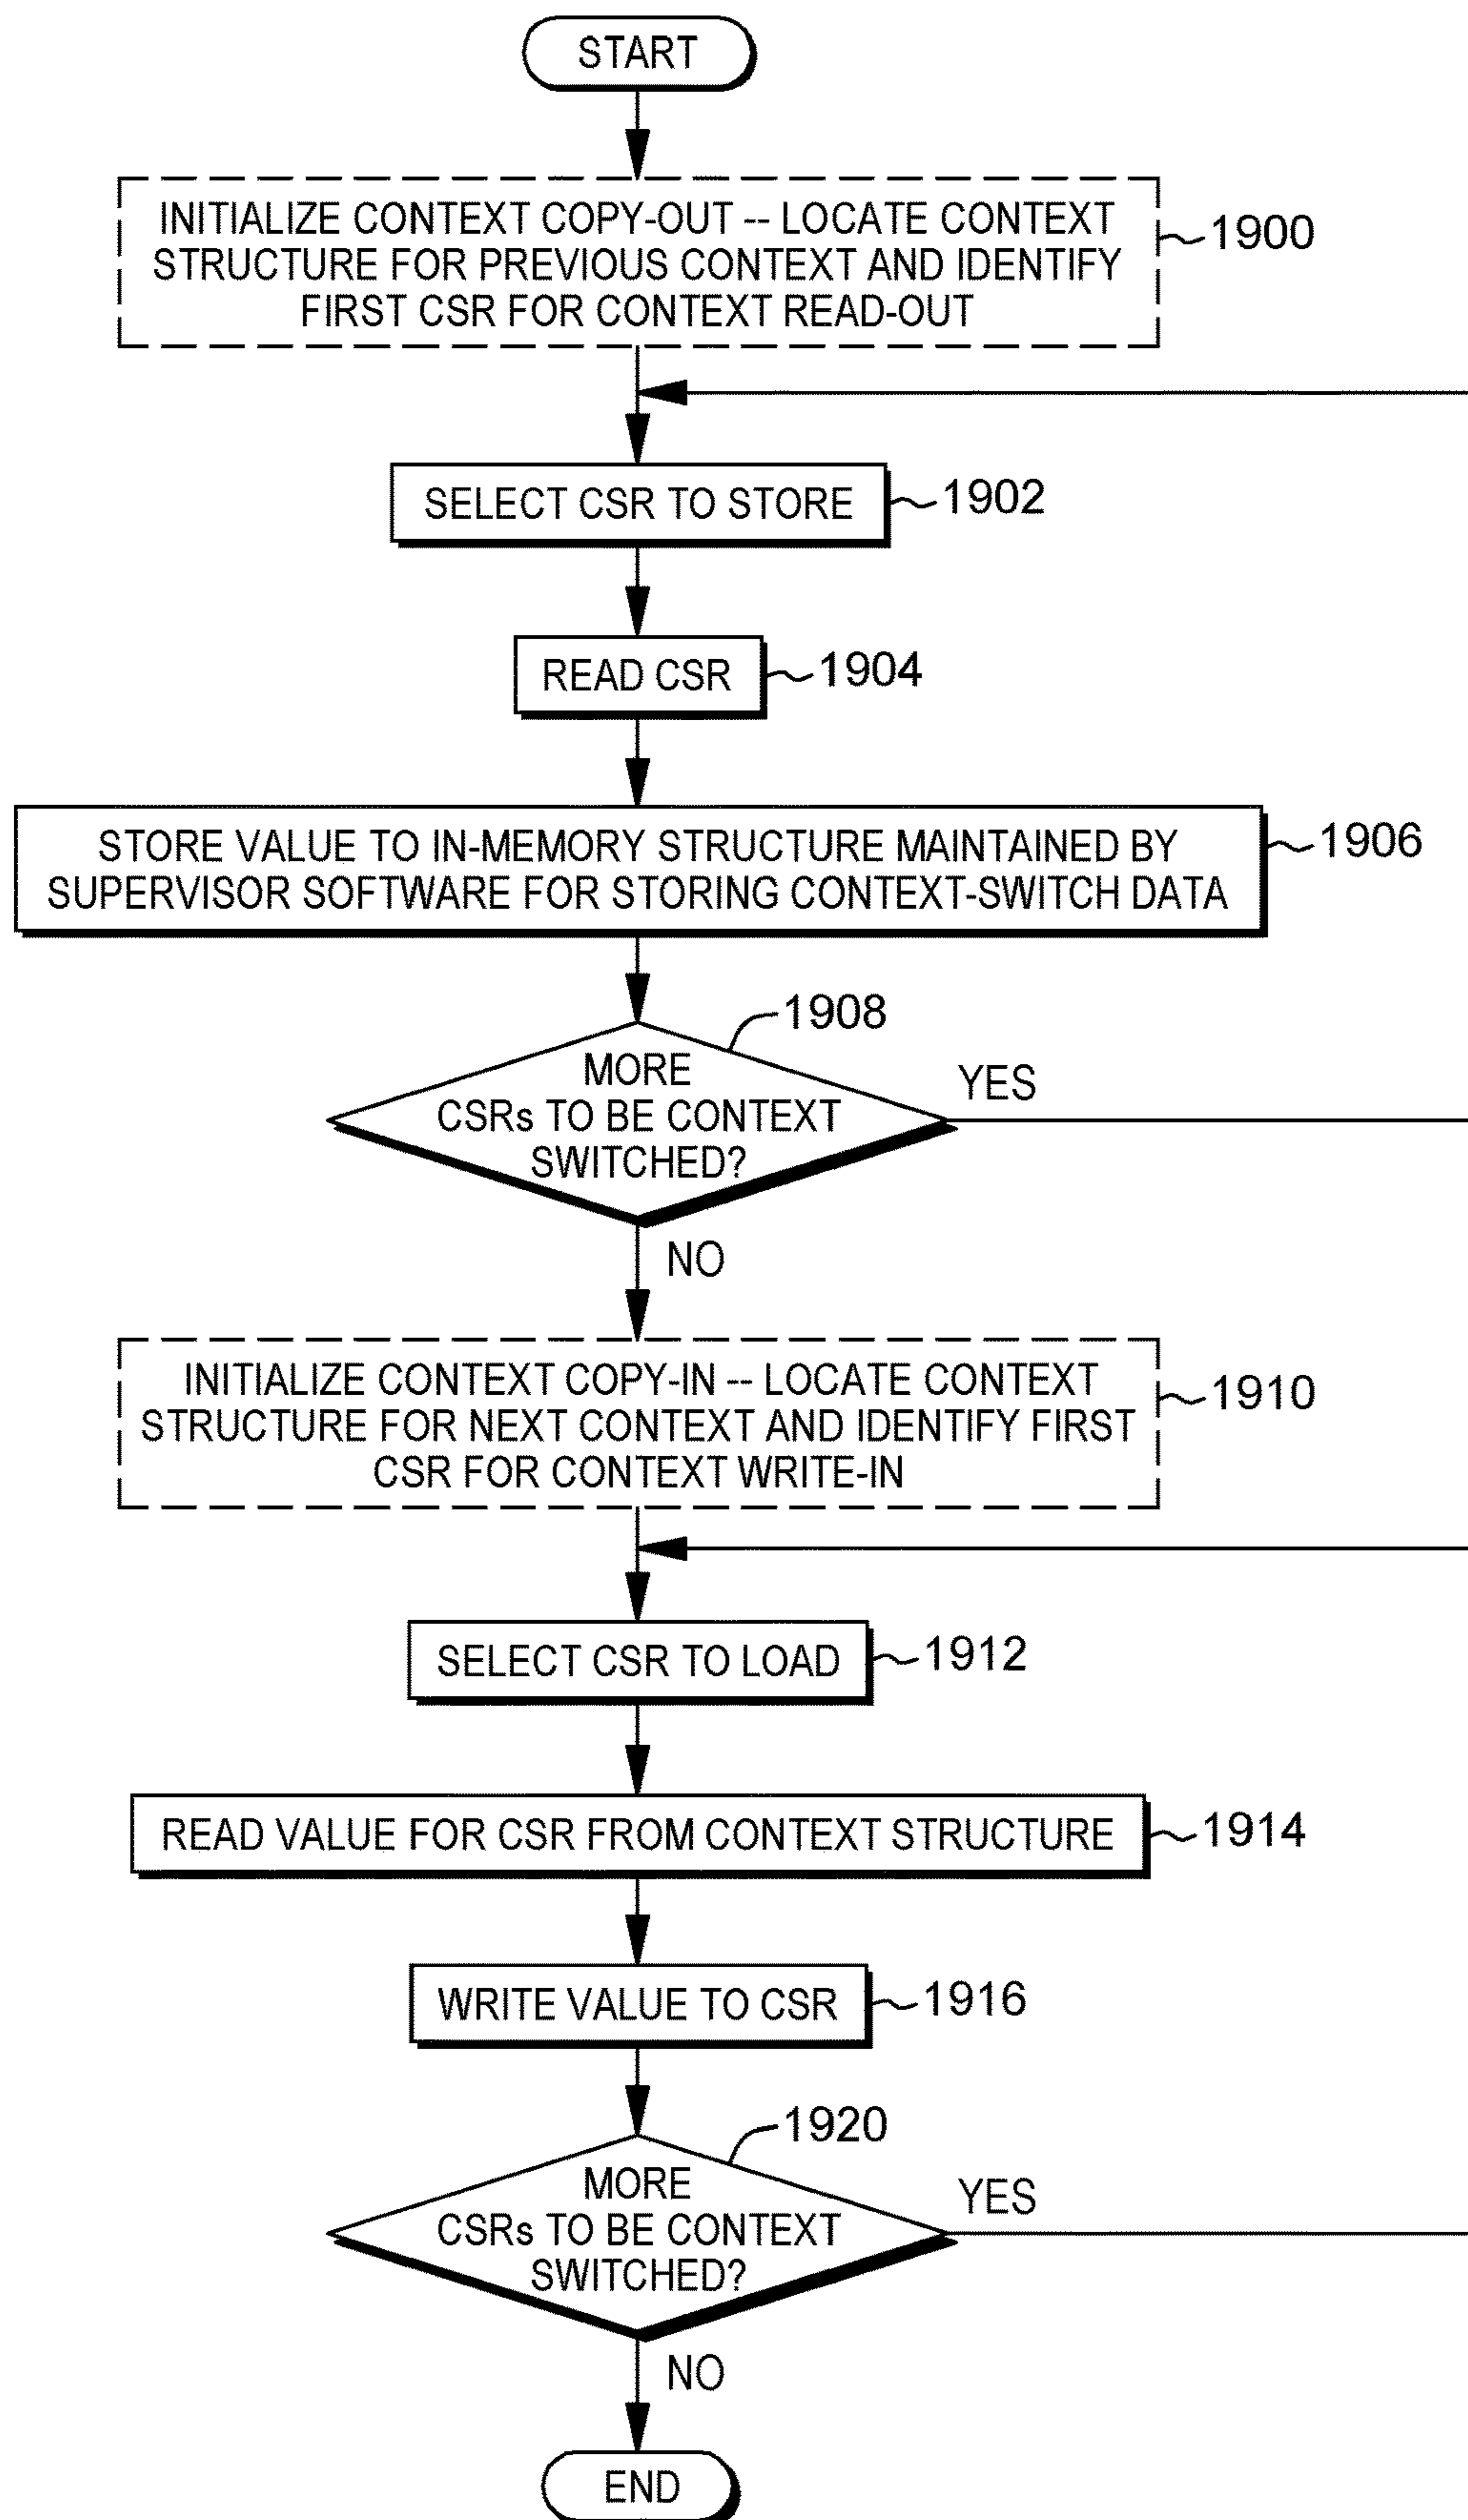 START
INITIALIZE CONTEXT COPY-OUT -- LOCATE CONTEXT
STRUCTURE FOR PREVIOUS CONTEXT AND IDENTIFY
FIRST CSR FOR CONTEXT READ-OUT
1900
SELECT CSR TO STORE
1902
READ CSR
1904
STORE VALUE TO IN-MEMORY STRUCTURE MAINTAINED BY
SUPERVISOR SOFTWARE FOR STORING CONTEXT-SWITCH DATA
1906
1908
MORE
CSRs TO BE CONTEXT
SWITCHED?
YES
NO
INITIALIZE CONTEXT COPY-IN -- LOCATE CONTEXT
STRUCTURE FOR NEXT CONTEXT AND IDENTIFY FIRST
CSR FOR CONTEXT WRITE-IN
1910
SELECT CSR TO LOAD
1912
READ VALUE FOR CSR FROM CONTEXT STRUCTURE
1914
WRITE VALUE TO CSR
1916
1920
MORE
CSRs TO BE CONTEXT
SWITCHED?
YES
NO
END